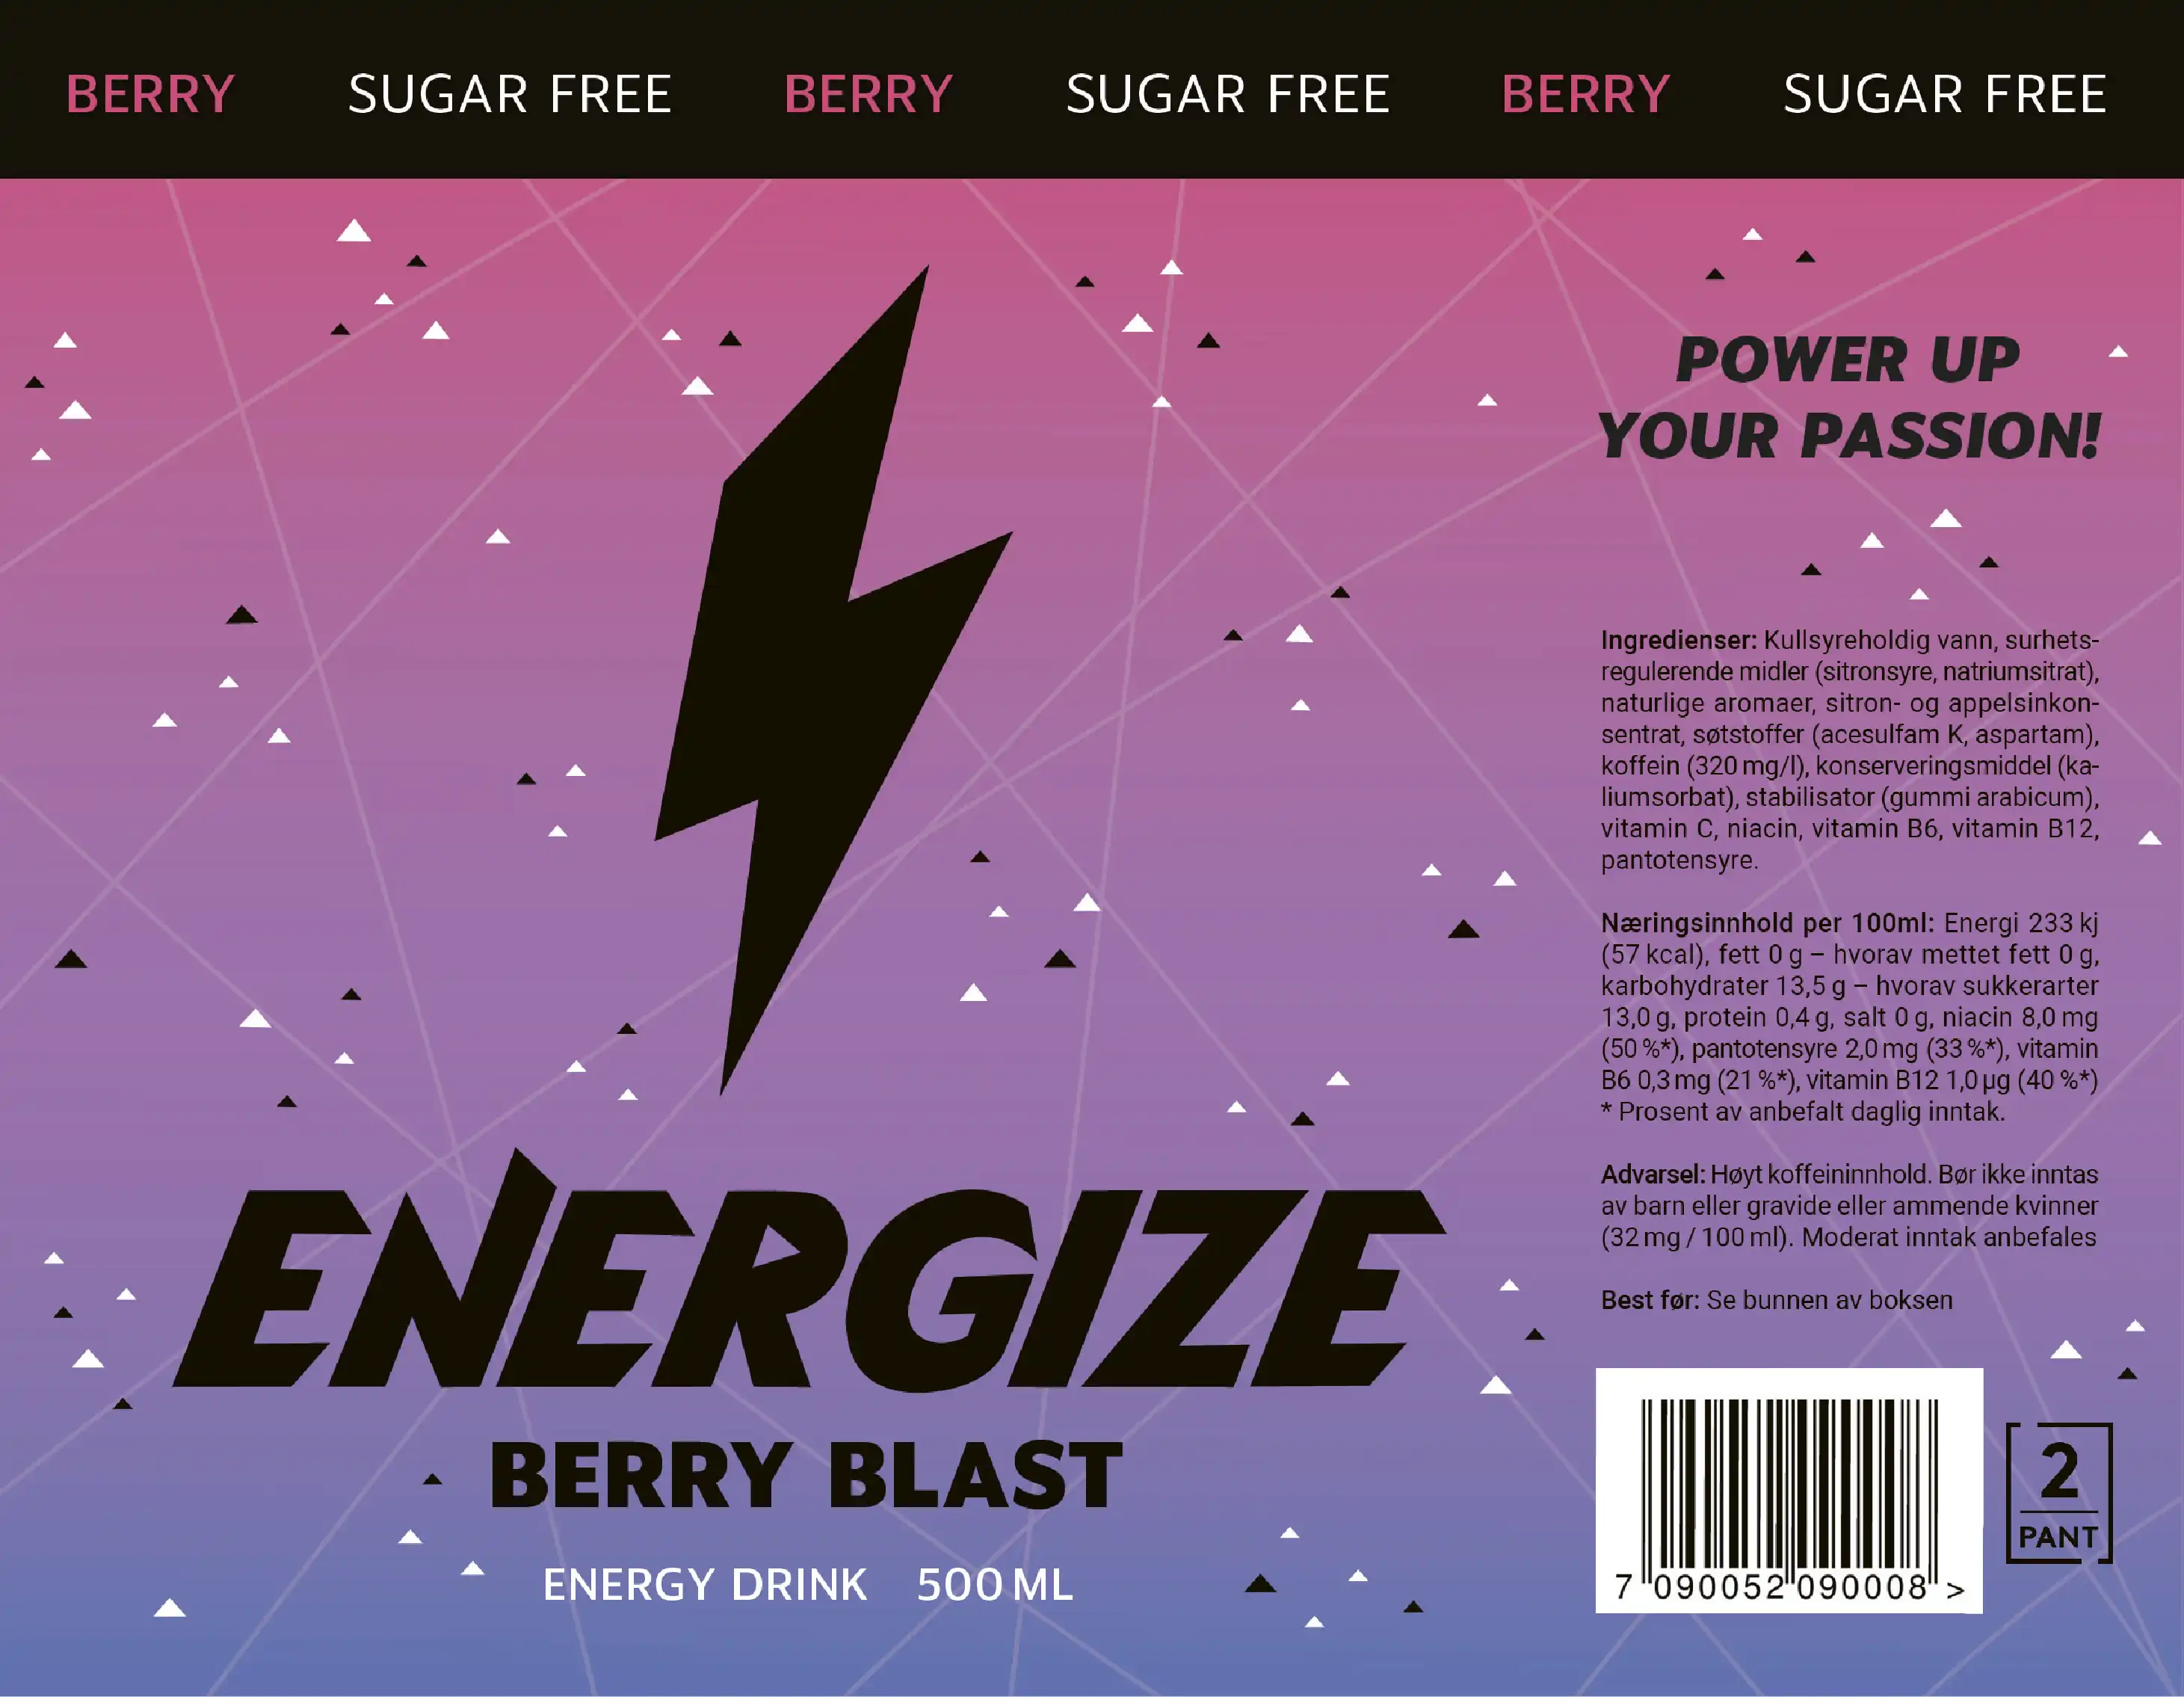 BERRY SUGAR FREE BERRY SUGAR FREE BERRY SUGAR FREE
POWER UP
YOUR PASSION!
Ingredienser: Kullsyreholdig vann, surhets-
regulerende midler (sitronsyre, natriumsitrat),
naturlige aromaer, sitron- og appelsinkon-
sentrat, søtstoffer (acesulfam K, aspartam),
koffein (320 mg/l), konserveringsmiddel (ka-
liumsorbat), stabilisator (gummi arabicum),
vitamin C, niacin, vitamin B6, vitamin B12,
pantotensyre.
Næringsinnhold per 100ml: Energi 233 kj
(57 kcal), fett 0 g – hvorav mettet fett 0 g,
karbohydrater 13,5 g – hvorav sukkerarter
13,0 g, protein 0,4 g, salt 0 g, niacin 8,0 mg
(50 %*), pantotensyre 2,0 mg (33 %*), vitamin
B6 0,3 mg (21 %*), vitamin B12 1,0 µg (40 %*)
* Prosent av anbefalt daglig inntak.
Advarsel: Høyt koffeininnhold. Bør ikke inntas
av barn eller gravide eller ammende kvinner
(32 mg / 100 ml). Moderat inntak anbefales
Best før: Se bunnen av boksen
ENERGIZE
BERRY BLAST
ENERGY DRINK 500 ML
7 090052 090008 >
2
PANT